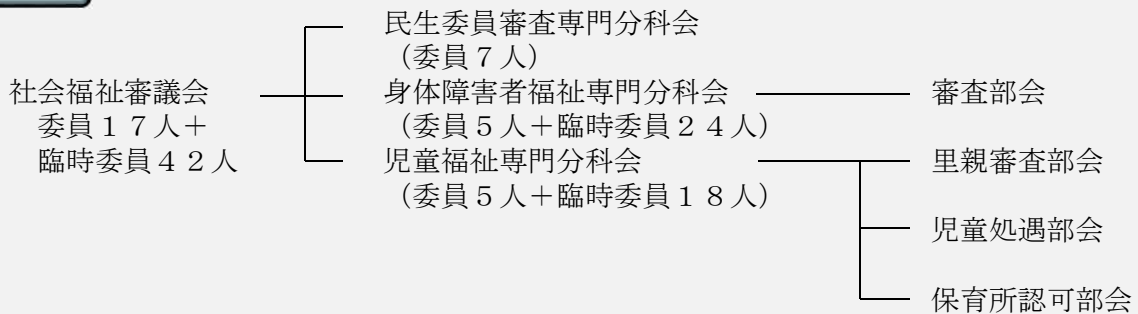 社会福祉審議会
委員１７人＋
臨時委員４２人
民生委員審査専門分科会
（委員７人）
身体障害者福祉専門分科会
（委員５人＋臨時委員２４人）
児童福祉専門分科会
（委員５人＋臨時委員１８人）
審査部会
里親審査部会
児童処遇部会
保育所認可部会